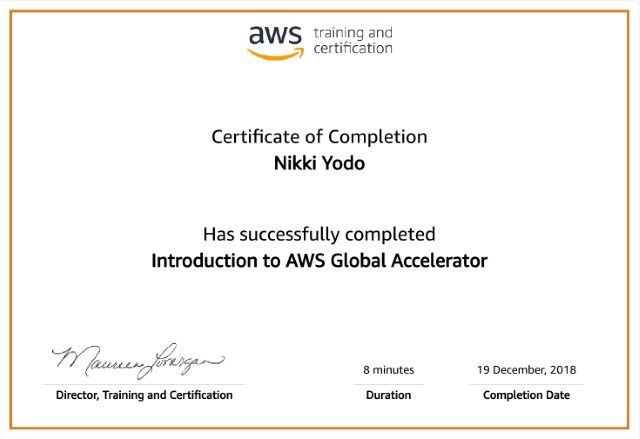 aws training and
certification
Certificate of Completion
Nikki Yodo
Has successfully completed
Introduction to AWS Global Accelerator
Maureen Lonergan
8 minutes
19 December, 2018
Director, Training and Certification
Duration
Completion Date